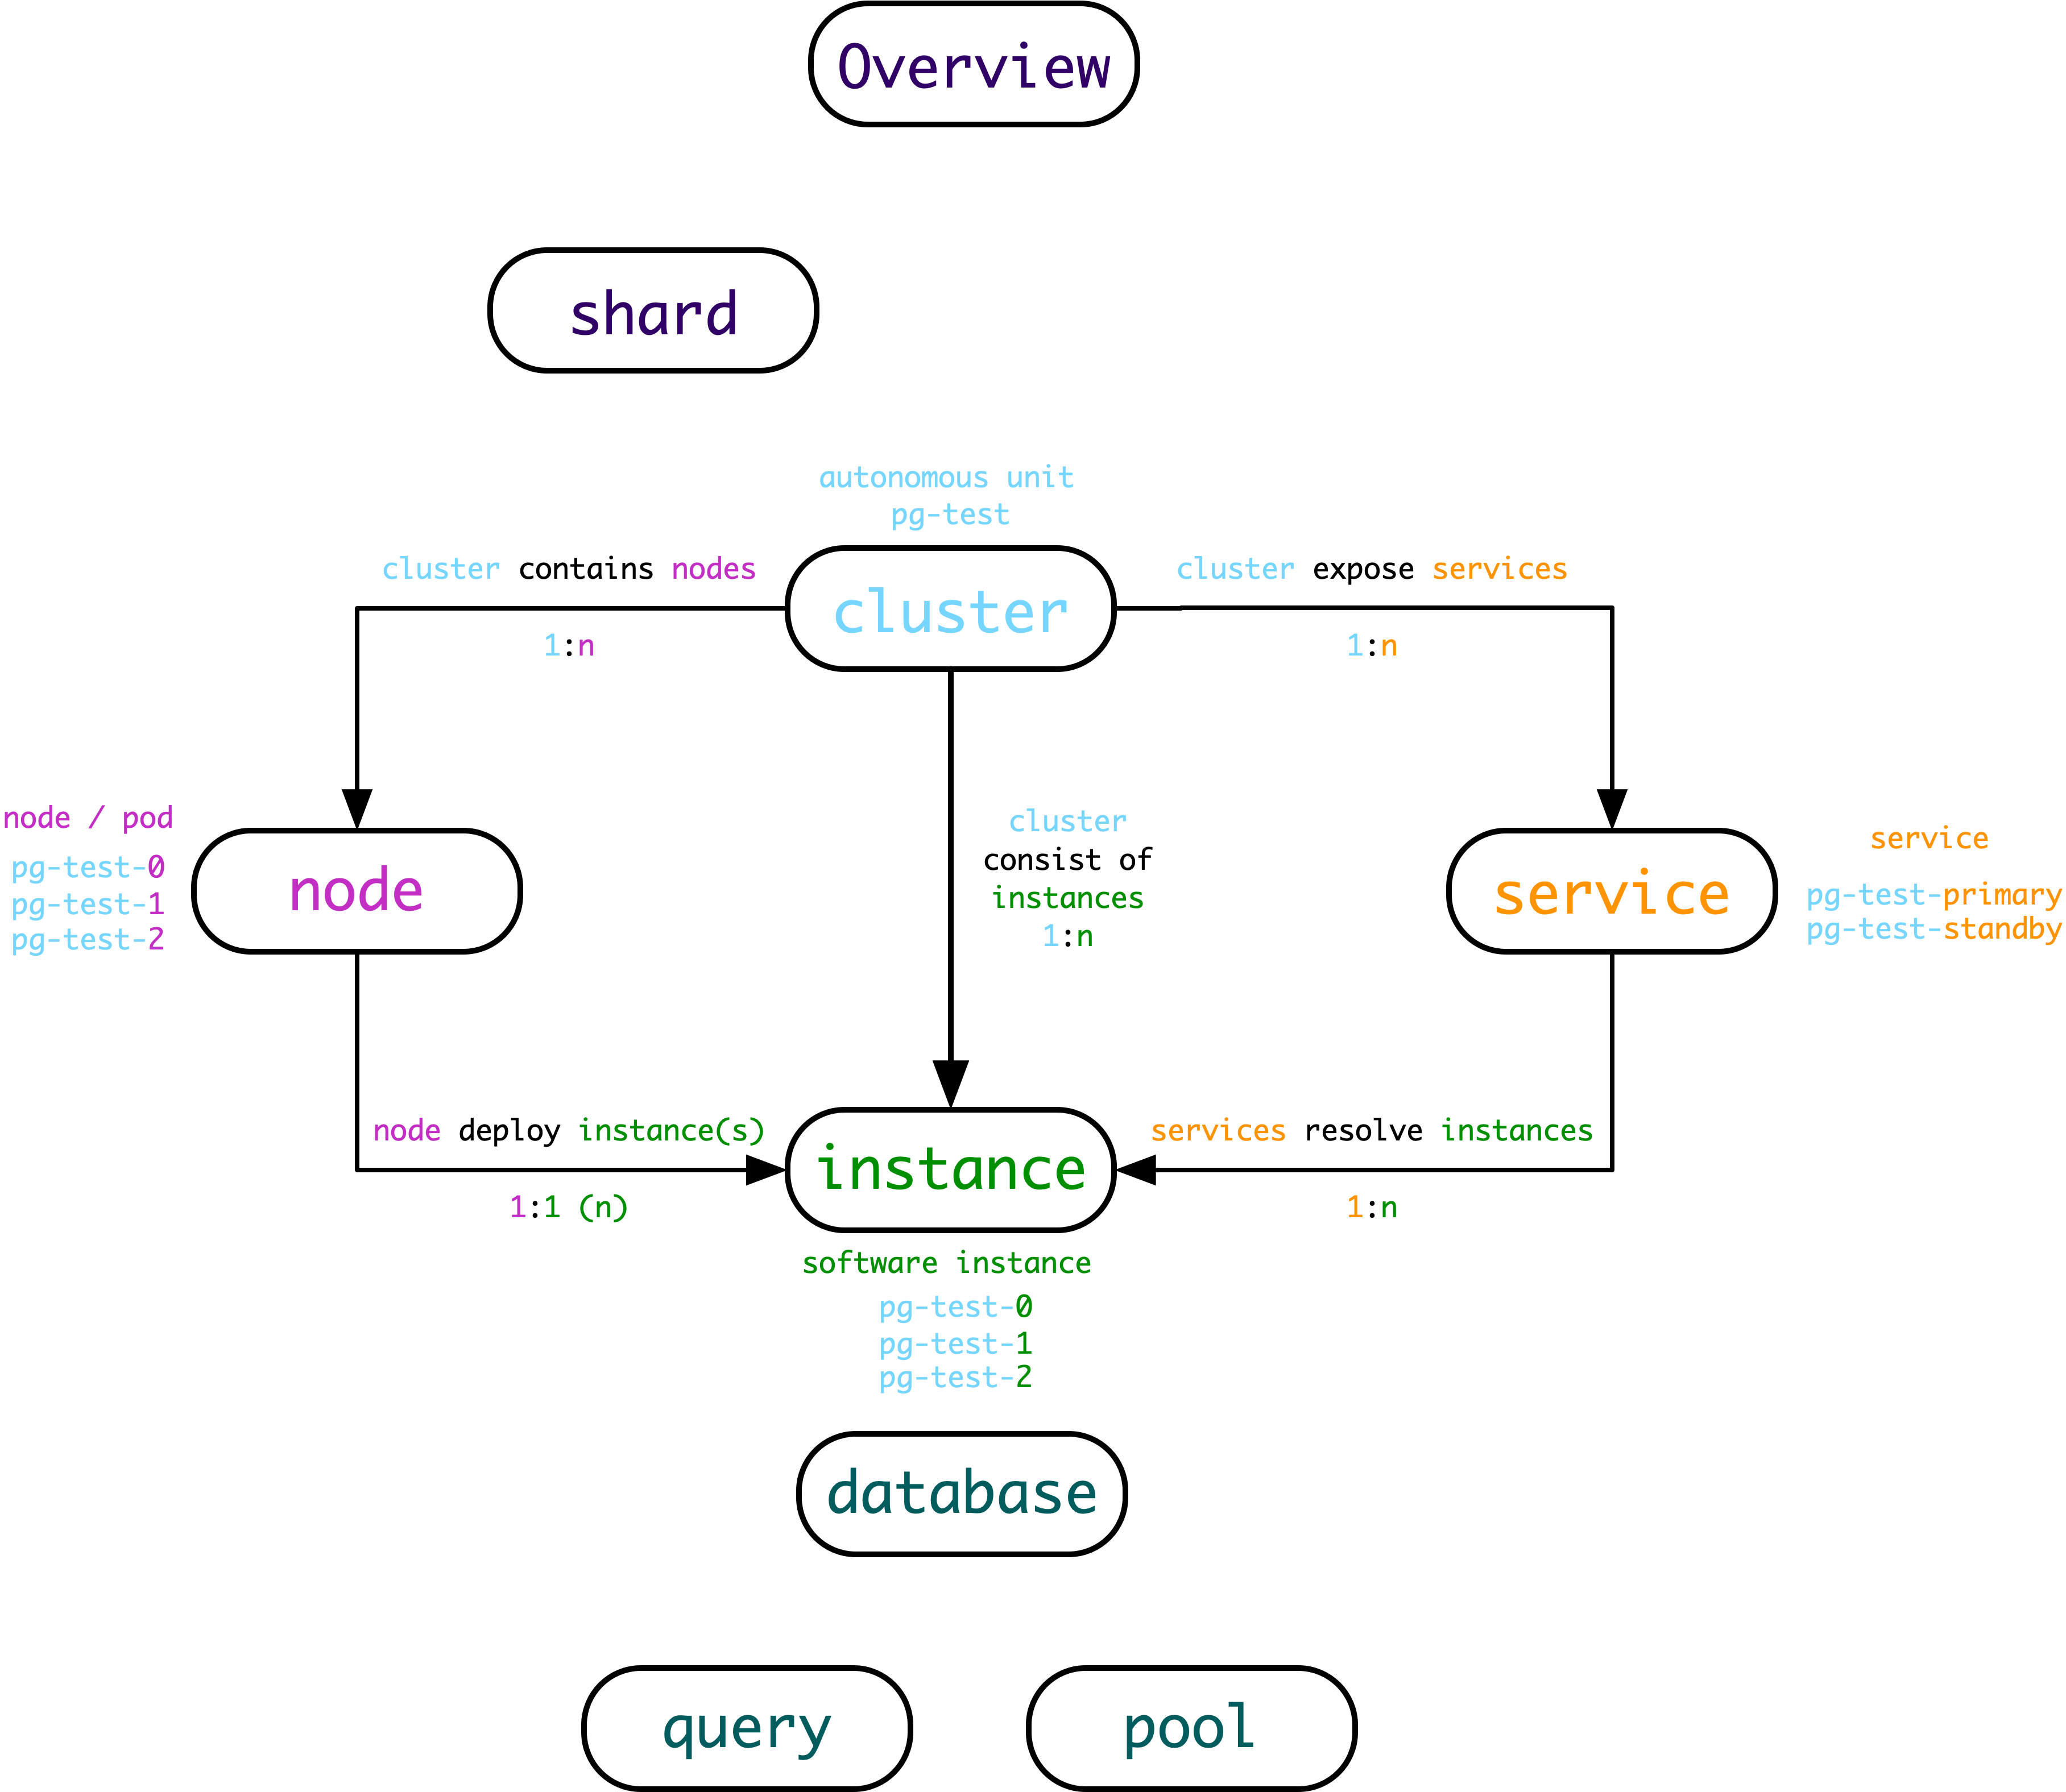 Overview
shard
autonomous unit
pg-test
cluster contains nodes
cluster
cluster expose services
1:n
1:n
node / pod
pg-test-0
pg-test-1
pg-test-2
node
cluster
consist of
instances
1:n
service
service
pg-test-primary
pg-test-standby
node deploy instance(s)
1:1 (n)
instance
services resolve instances
1:n
software instance
pg-test-0
pg-test-1
pg-test-2
database
query
pool